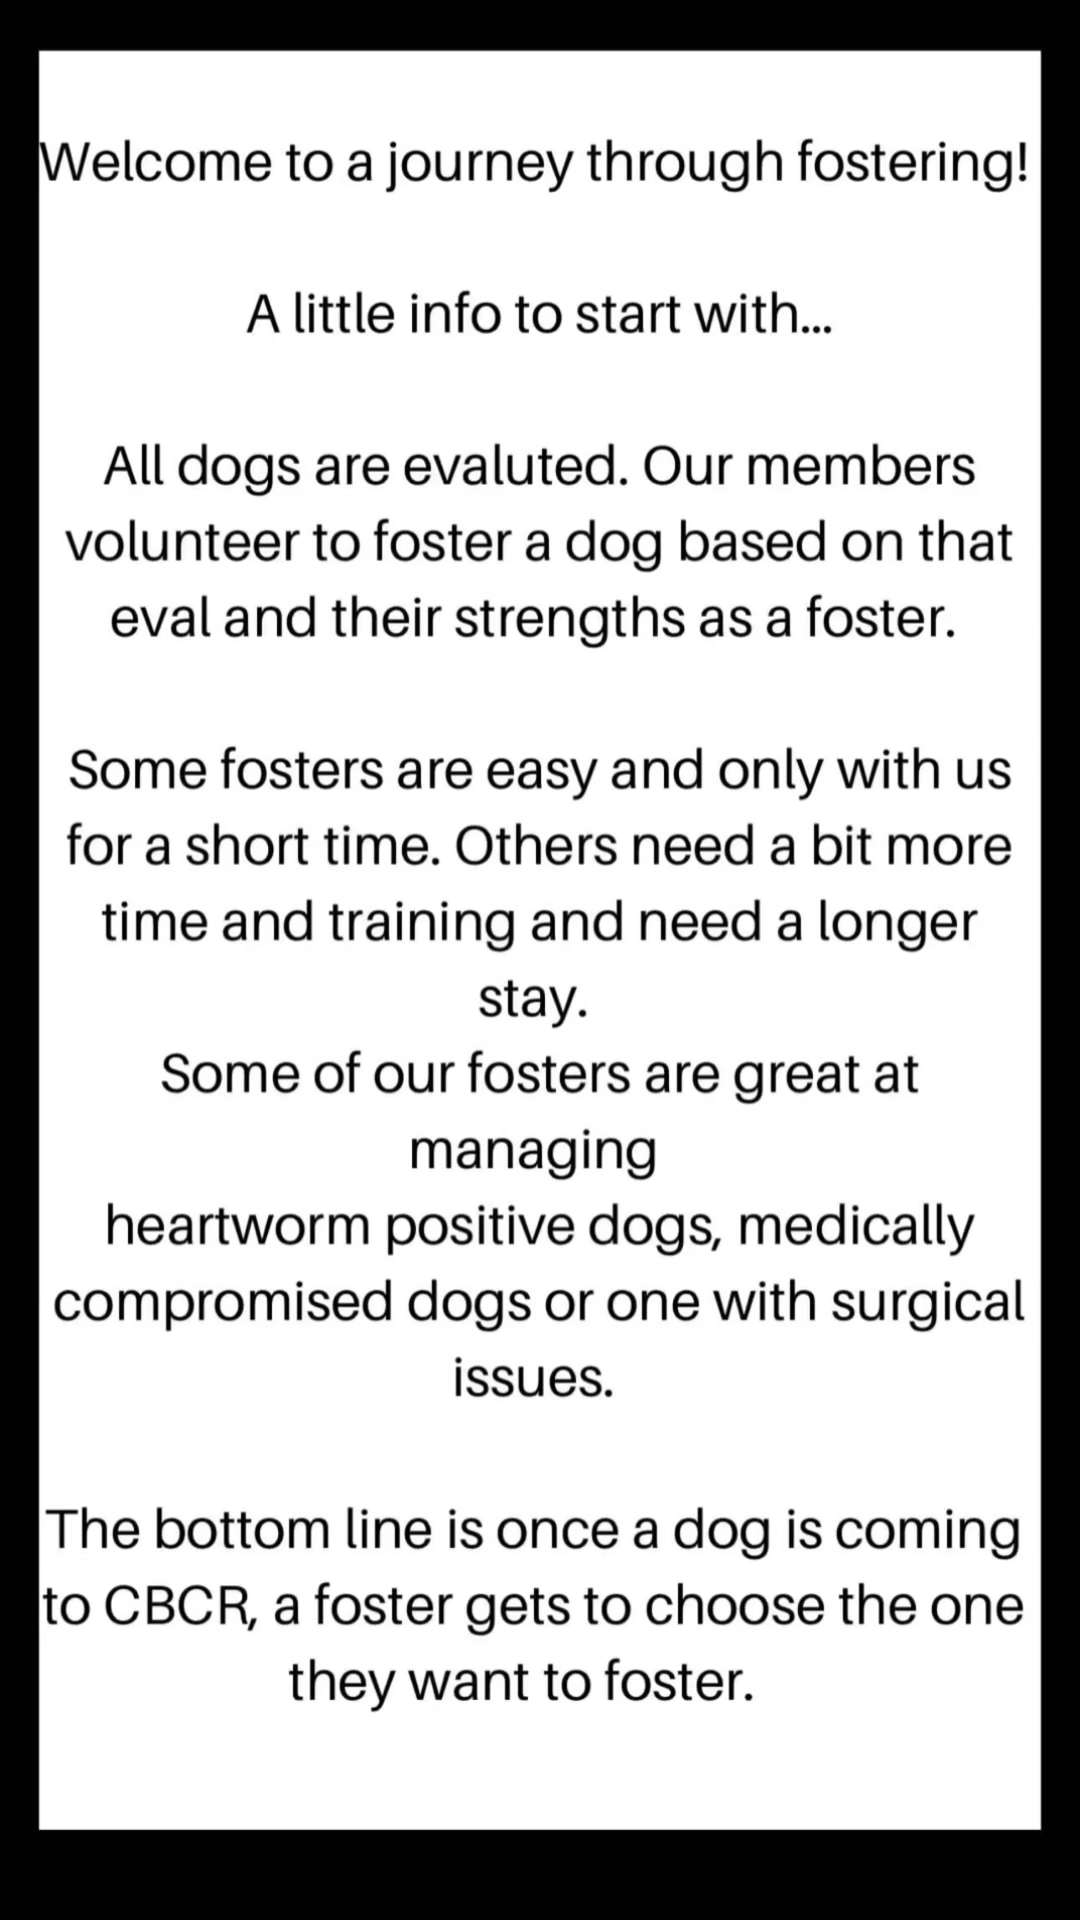 Welcome to a journey through fostering!
A little info to start with...
All dogs are evaluted. Our members
volunteer to foster a dog based on that
eval and their strengths as a foster.
Some fosters are easy and only with us
for a short time. Others need a bit more
time and training and need a longer
stay.
Some of our fosters are great at
managing
heartworm positive dogs, medically
compromised dogs or one with surgical
issues.
The bottom line is once a dog is coming
to CBCR, a foster gets to choose the one
they want to foster.